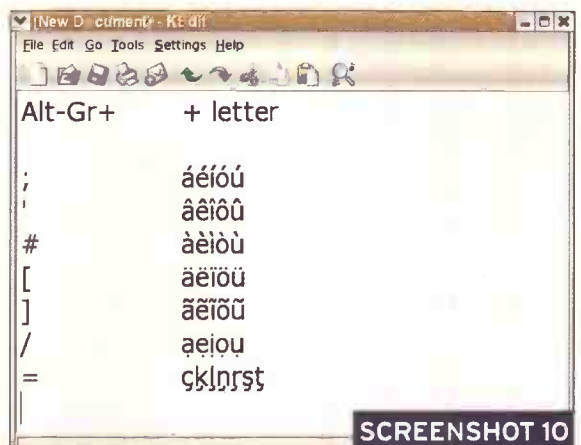 [New Document] - KEdit
File Edit Go Tools Settings Help
Alt-Gr+ + letter
; áéíóú
' âêîôû
# àèìòù
[ äëïöü
] ãẽĩõũ
/ ạẹịọụ
= çķļņŗşţ
SCREENSHOT 10